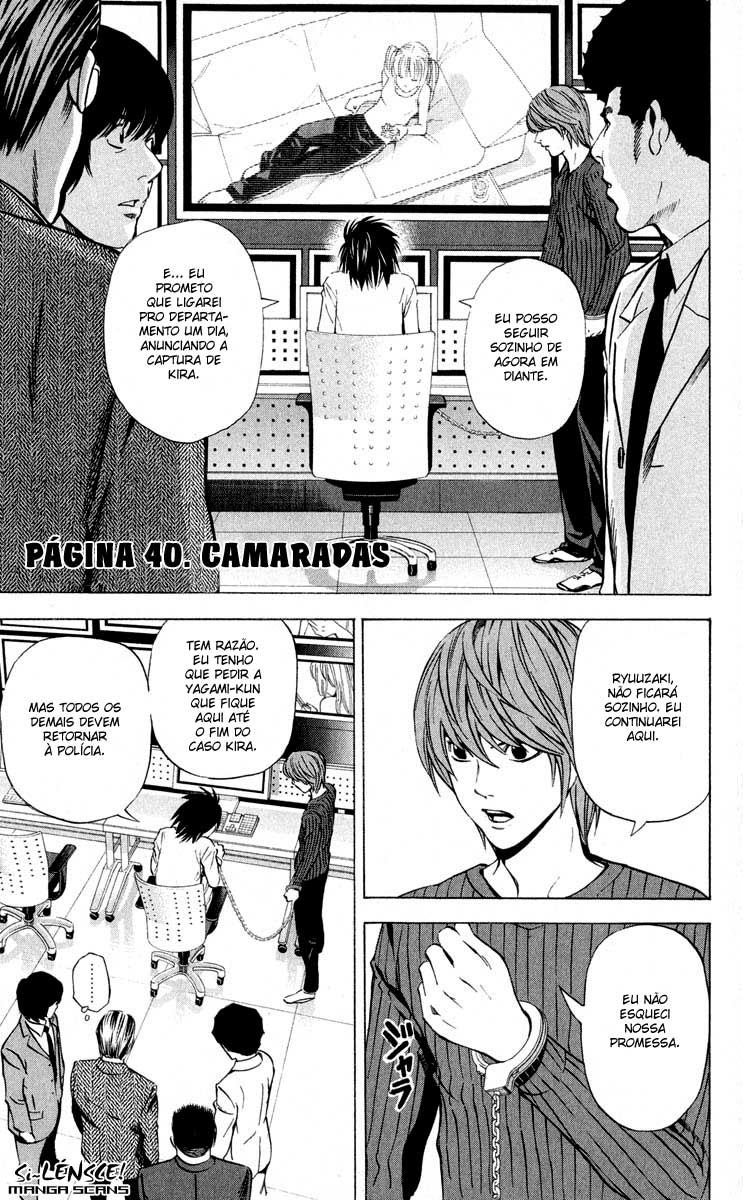 EU POSSO
SEGUIR
SOZINHO DE
AGORA EM
DIANTE.
E... EU
PROMETO
QUE LIGAREI
PRO DEPARTA-
MENTO UM DIA,
ANUNCIANDO A
CAPTURA DE
KIRA.
PÁGINA 40. CAMARADAS
RYUUZAKI,
NÃO FICARÁ
SOZINHO. EU
CONTINUAREI
AQUI.
EU NÃO
ESQUECI
NOSSA
PROMESSA.
ジャラ
TEM RAZÃO.
EU TENHO
QUE PEDIR A
YAGAMI-KUN
QUE FIQUE
AQUI ATÉ
O FIM DO
CASO KIRA.
MAS TODOS OS
DEMAIS DEVEM
RETORNAR
À POLÍCIA.
......
Si~LÉNSCE!
MANGA SCANS